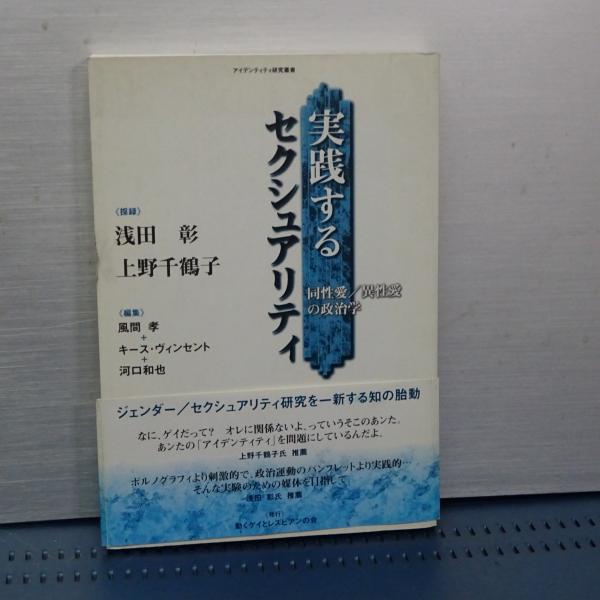 アイデンティティ研究叢書
実践する
セクシュアリティ
同性愛／異性愛
の政治学
《採録》
浅田 彰
上野千鶴子
《編集》
風間 孝
+
キース・ヴィンセント
+
河口和也
ジェンダー／セクシュアリティ研究を一新する知の胎動
なに、ゲイだって? オレに関係ないよ、っていうそこのあんた。
あんたの「アイデンティティ」を問題にしているんだよ。
上野千鶴子氏 推薦
ポルノグラフィより刺激的で、政治運動のパンフレットより実践的…
そんな実験のための媒体を目指して
浅田 彰氏 推薦
《発行》
動くゲイとレズビアンの会